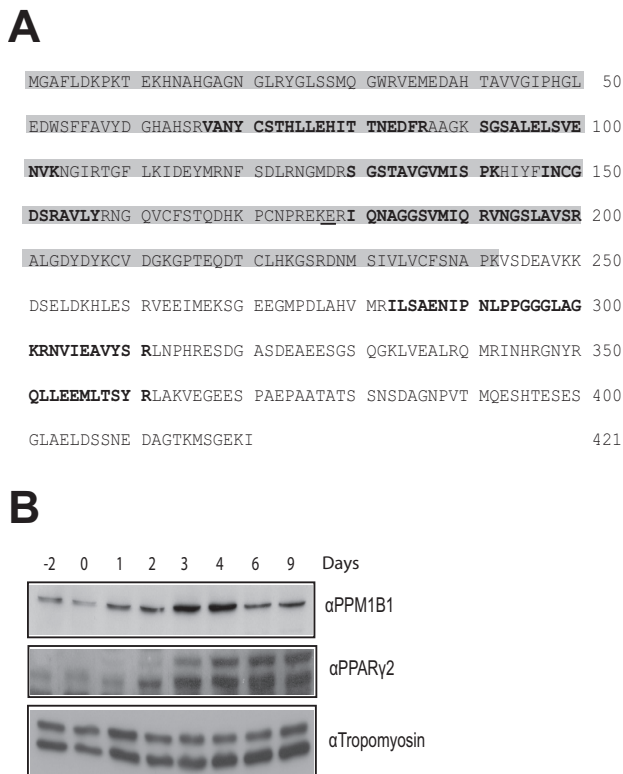 A
MGAFLDKPKT EKHNAHGAGN GLRYGLSSMQ GWRVEMEDAH TAVVGIPHGL 50
EDWSFFAVYD GHAHSRVANY CSTHLLEHIT TNEDFRAAGK SGSALELSVE 100
NVKNGIRTGF LKIDEYMRNF SDLRNGMDRS GSTAVGVMIS PKHIYFINCG 150
DSRAVLYRNG QVCFSTQDHK PCNPREKERI QNAGGSVMIQ RVNGSLAVSR 200
ALGDYDYKCV DGKGPTEQDT CLHKGSRDNM SIVLVCFSNA PKVSDEAVKK 250
DSELDKHLES RVEEIMEKSG EEGMPDLAHV MRILSAENIP NLPPGGGLAG 300
KRNVIEAVYS RLNPHRESDG ASDEAEESGS QGKLVEALRQ MRINHRGNYR 350
QLLEEMLTSY RLAKVEGEES PAEPAATATS SNSDAGNPVT MQESHTESES 400
GLAELDSSNE DAGTKMSGEKI 421
B
-2 0 1 2 3 4 6 9 Days
αPPM1B1
αPPARγ2
αTropomyosin